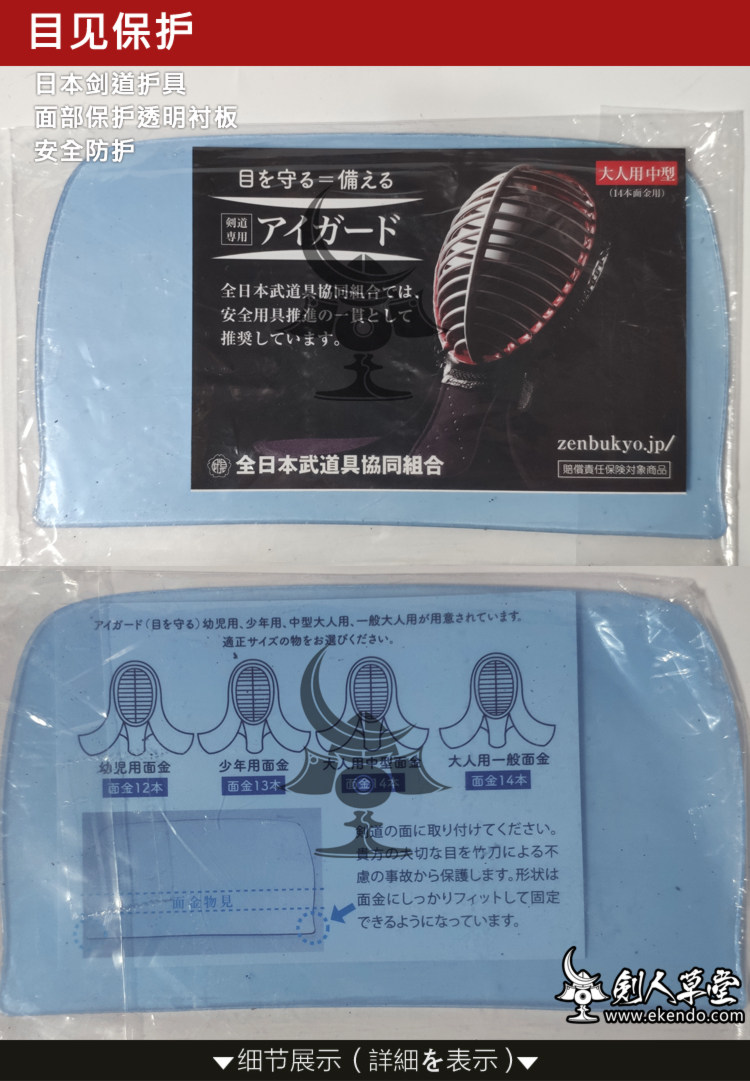 目见保护
日本剑道护具
面部保护透明衬板
安全防护
目を守る＝備える
大人用中型
(14本面金用)
剣道
専用
アイガード
全日本武道具協同組合では、
安全用具推進の一貫として
推奨しています。
zenbukyo.jp/
全日本武道具協同組合
賠償責任保険対象商品
アイガード(目を守る)幼児用、少年用、中型大人用、一般大人用が用意されています。
適正サイズの物をお選びください。
幼児用面金
少年用面金
大人用中型面金
大人用一般面金
面金12本
面金13本
面金14本
面金14本
剣道の面に取り付けてください。
貴方の大切な目を竹刀による不
慮の事故から保護します。形状は
面金にしっかりフィットして固定
できるようになっています。
面金物見
劍人草堂
www.ekendo.com
▼细节展示（詳細を表示）▼